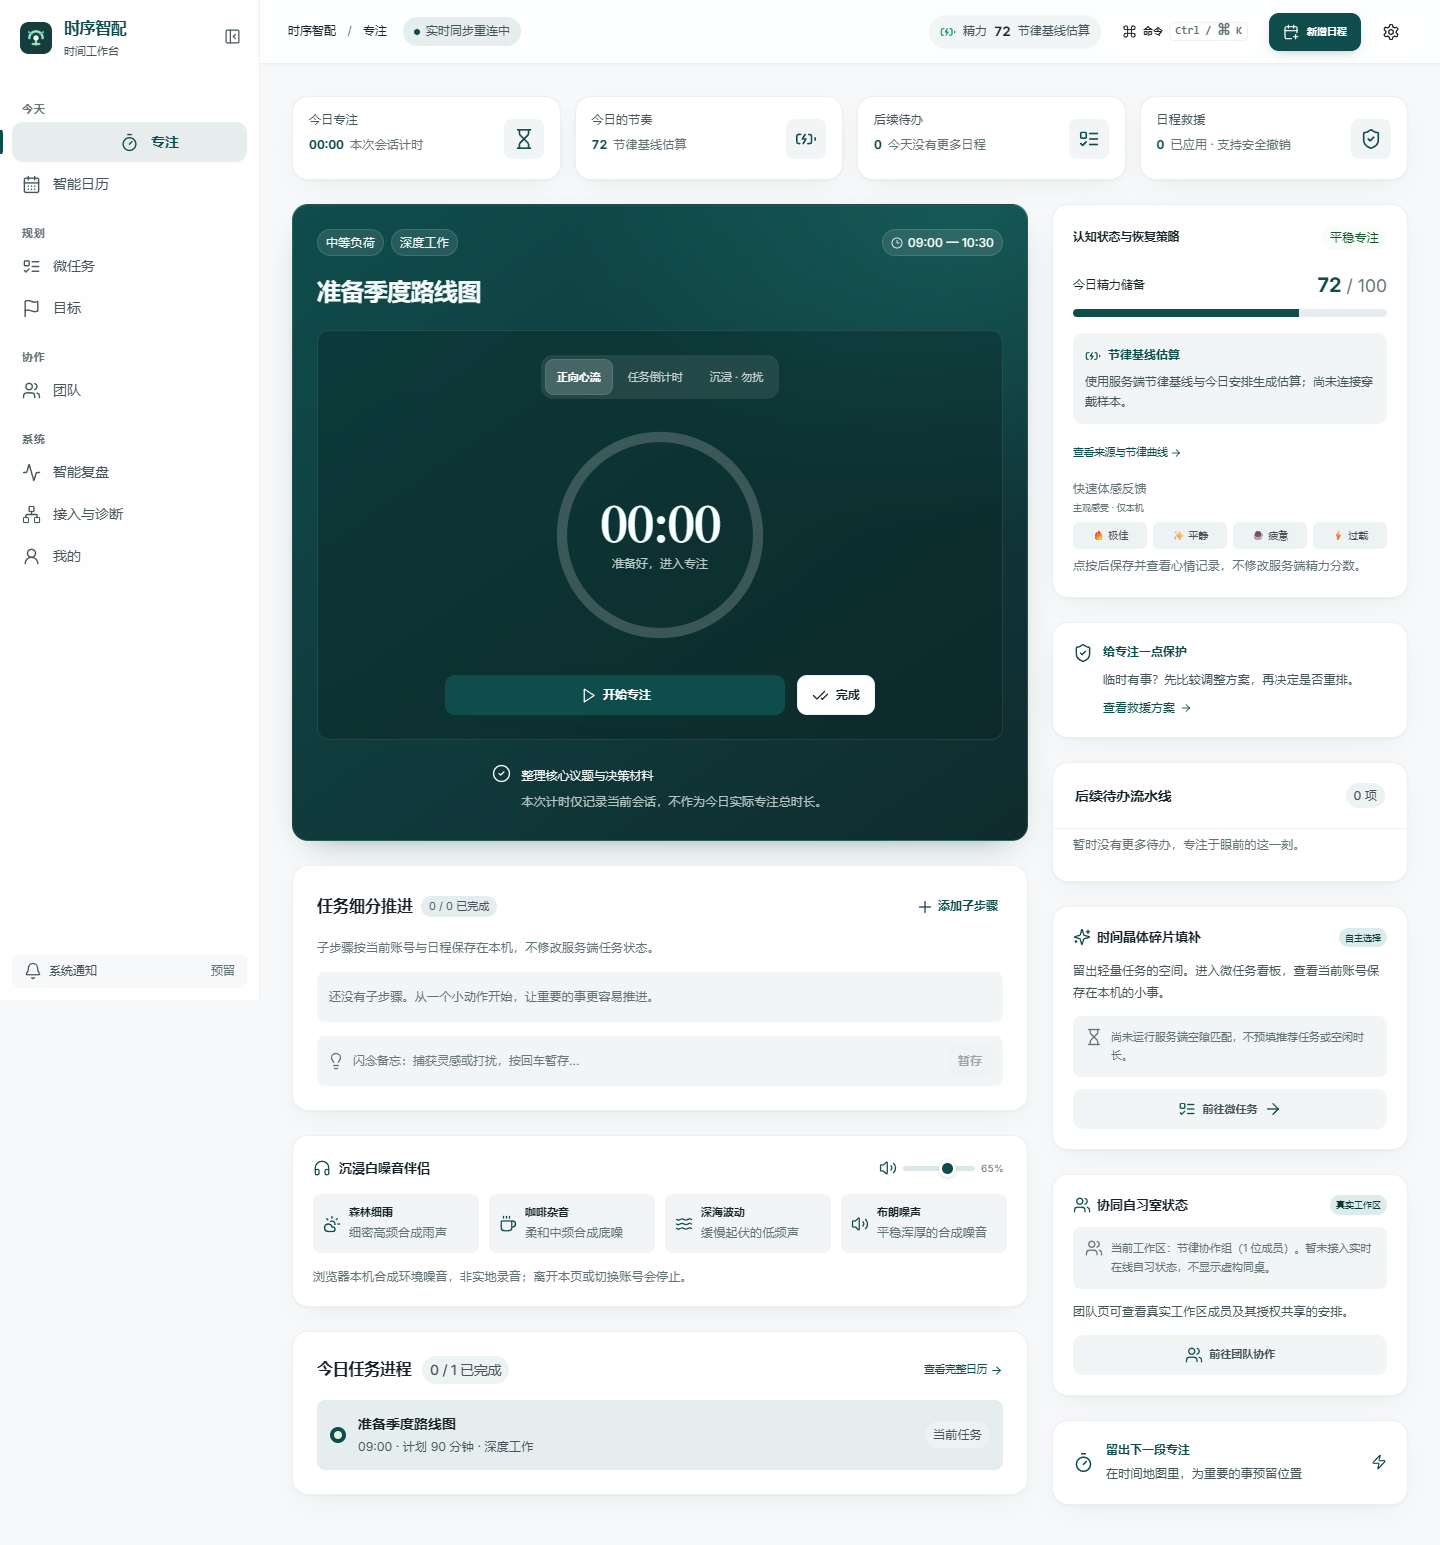 时序智配
时间工作台
今天
专注
智能日历
规划
微任务
目标
协作
团队
系统
智能复盘
接入与诊断
我的
系统通知 预留
时序智配 / 专注 实时同步重连中
精力 72 节律基线估算 命令 Ctrl / ⌘ K 新增日程
今日专注
00:00 本次会话计时
今日的节奏
72 节律基线估算
后续待办
0 今天没有更多日程
日程救援
0 已应用 · 支持安全撤销
中等负荷 深度工作 09:00 — 10:30
准备季度路线图
正向心流 任务倒计时 沉浸 · 勿扰
00:00
准备好，进入专注
开始专注 完成
整理核心议题与决策材料
本次计时仅记录当前会话，不作为今日实际专注总时长。
任务细分推进 0 / 0 已完成 添加子步骤
子步骤按当前账号与日程保存在本机，不修改服务端任务状态。
还没有子步骤。从一个小动作开始，让重要的事更容易推进。
闪念备忘：捕获灵感或打扰，按回车暂存... 暂存
沉浸白噪音伴侣 65%
森林细雨
细密高频合成雨声
咖啡杂音
柔和中频合成底噪
深海波动
缓慢起伏的低频声
布朗噪声
平稳浑厚的合成噪音
浏览器本机合成环境噪音，非实地录音；离开本页或切换账号会停止。
今日任务进程 0 / 1 已完成 查看完整日历
准备季度路线图
09:00 · 计划 90 分钟 · 深度工作
当前任务
认知状态与恢复策略 平稳专注
今日精力储备 72 / 100
节律基线估算
使用服务端节律基线与今日安排生成估算；尚未连接穿
戴样本。
查看来源与节律曲线
快速体感反馈
主观感受 · 仅本机
极佳 平静 疲惫 过载
点按后保存并查看心情记录，不修改服务端精力分数。
给专注一点保护
临时有事？先比较调整方案，再决定是否重排。
查看救援方案
后续待办流水线 0 项
暂时没有更多待办，专注于眼前的这一刻。
时间晶体碎片填补 自主选择
留出轻量任务的空间。进入微任务看板，查看当前账号保
存在本机的小事。
尚未运行服务端空隙匹配，不预填推荐任务或空闲时
长。
前往微任务
协同自习室状态 真实工作区
当前工作区：节律协作组（1 位成员）。暂未接入实时
在线自习状态，不显示虚构同桌。
团队页可查看真实工作区成员及其授权共享的安排。
前往团队协作
留出下一段专注
在时间地图里，为重要的事预留位置